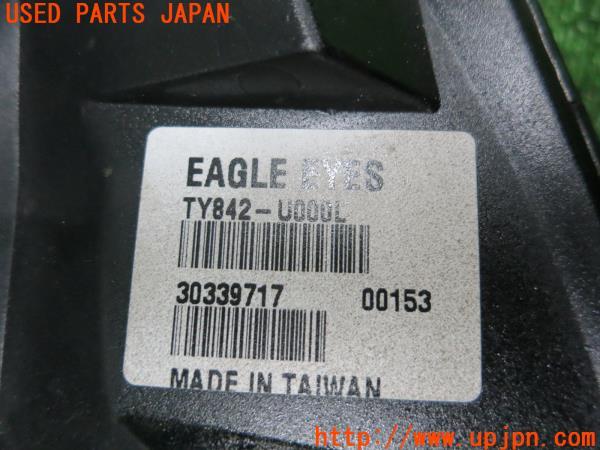 USED PARTS JAPAN
EAGLE EYES
TY842-U000L
30339717 00153
MADE IN TAIWAN
http://www.upjpn.com